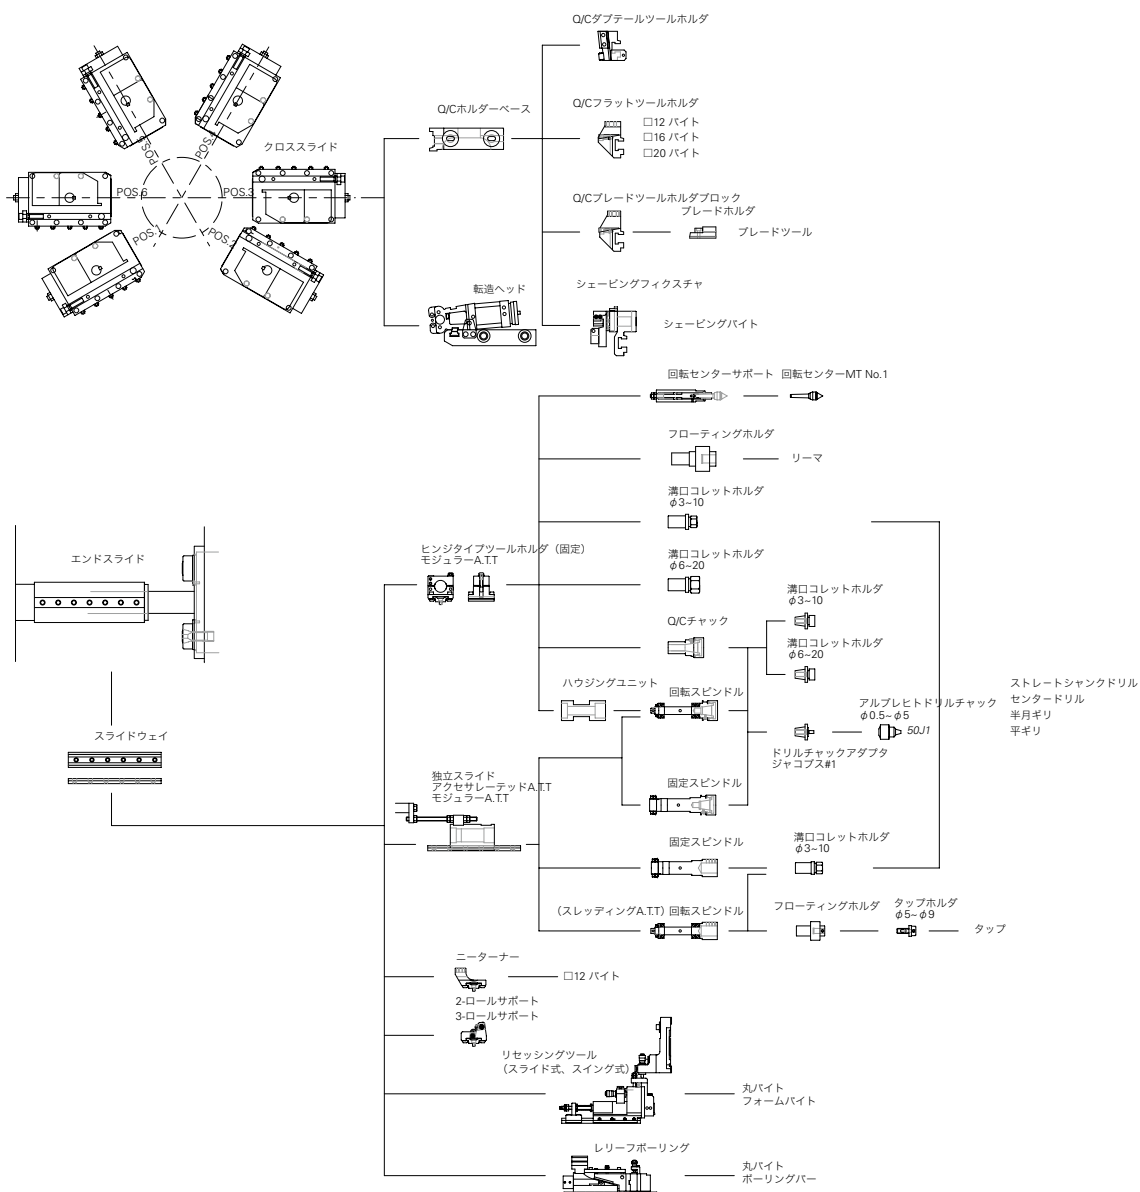 Q/Cダブテールツールホルダ
Q/Cホルダーベース
Q/Cフラットツールホルダ
□12 バイト
□16 バイト
□20 バイト
クロススライド
POS.6
POS.3
POS.1
POS.2
Q/Cブレードツールホルダブロック
ブレードホルダ
ブレードツール
転造ヘッド
シェービングフィクスチャ
シェービングバイト
回転センターサポート
回転センターMT No.1
フローティングホルダ
リーマ
溝口コレットホルダ
φ3~10
エンドスライド
ヒンジタイプツールホルダ（固定）
モジュラーA.T.T
溝口コレットホルダ
φ6~20
溝口コレットホルダ
φ3~10
Q/Cチャック
溝口コレットホルダ
φ6~20
ハウジングユニット
回転スピンドル
アルブレヒトドリルチャック
φ0.5~φ5
50J1
ストレートシャンクドリル
センタードリル
半月ギリ
平ギリ
スライドウェイ
ドリルチャックアダプタ
ジャコブス#1
独立スライド
アクセサレーテッドA.T.T
モジュラーA.T.T
固定スピンドル
固定スピンドル
溝口コレットホルダ
φ3~10
（スレッディングA.T.T）回転スピンドル
フローティングホルダ
タップホルダ
φ5~φ9
タップ
ニーターナー
□12 バイト
2-ロールサポート
3-ロールサポート
リセッシングツール
（スライド式、スイング式）
丸バイト
フォームバイト
レリーフボーリング
丸バイト
ボーリングバー